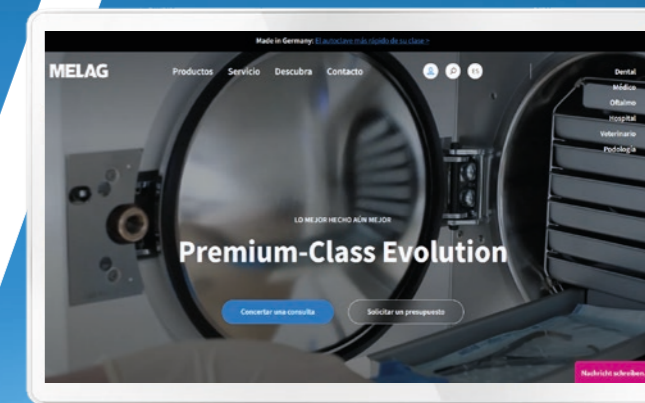 Made in Germany: El autoclave más rápido de su clase >
MELAG
Productos Servicio Descubra Contacto
ES
Dental
Médico
Oftalmo
Hospital
Veterinario
Podología
LO MEJOR HECHO AÚN MEJOR
Premium-Class Evolution
Concertar una consulta
Solicitar un presupuesto
Nachricht schreiben